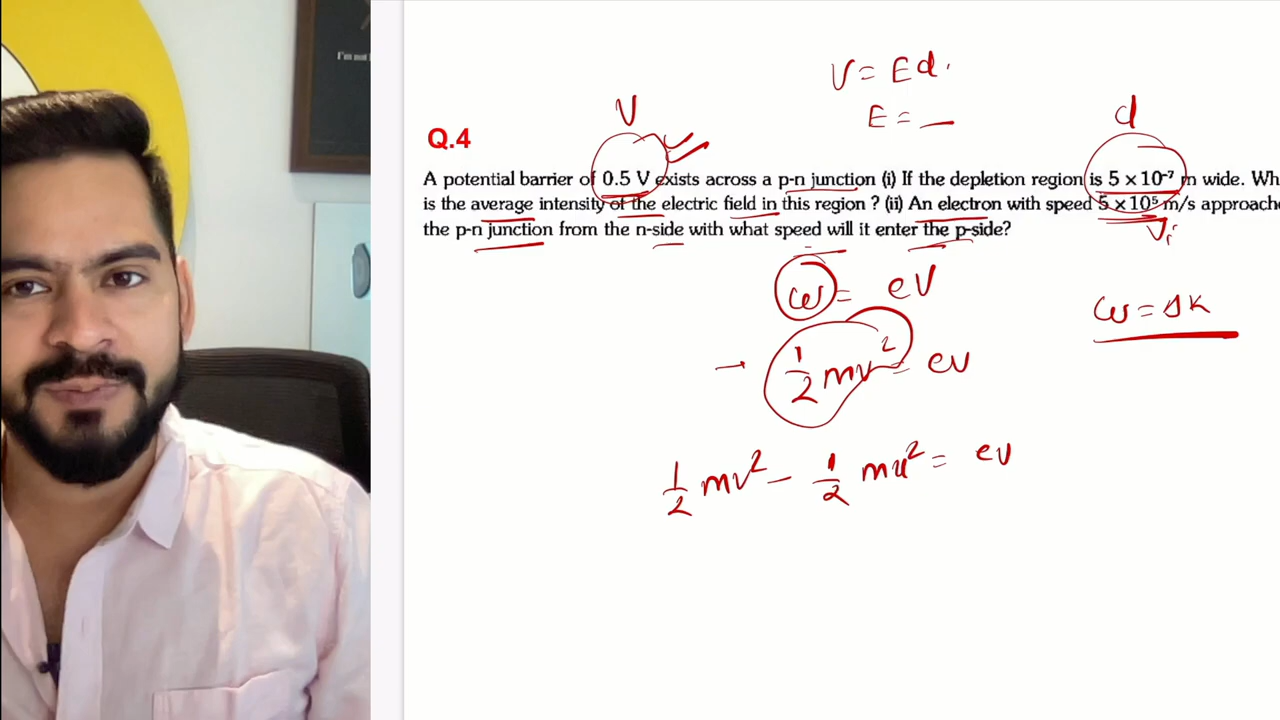 I'm not
V = Ed.
V
E = —
d
Q.4
A potential barrier of 0.5 V exists across a p-n junction (i) If the depletion region is 5 × 10⁻⁷ m wide. Wh
is the average intensity of the electric field in this region ? (ii) An electron with speed 5 × 10⁵ m/s approache
the p-n junction from the n-side with what speed will it enter the p-side?
Vi
ω = eV
ω = ΔK
→ 1/2 mv² = eV
1/2 mv² - 1/2 mu² = eV